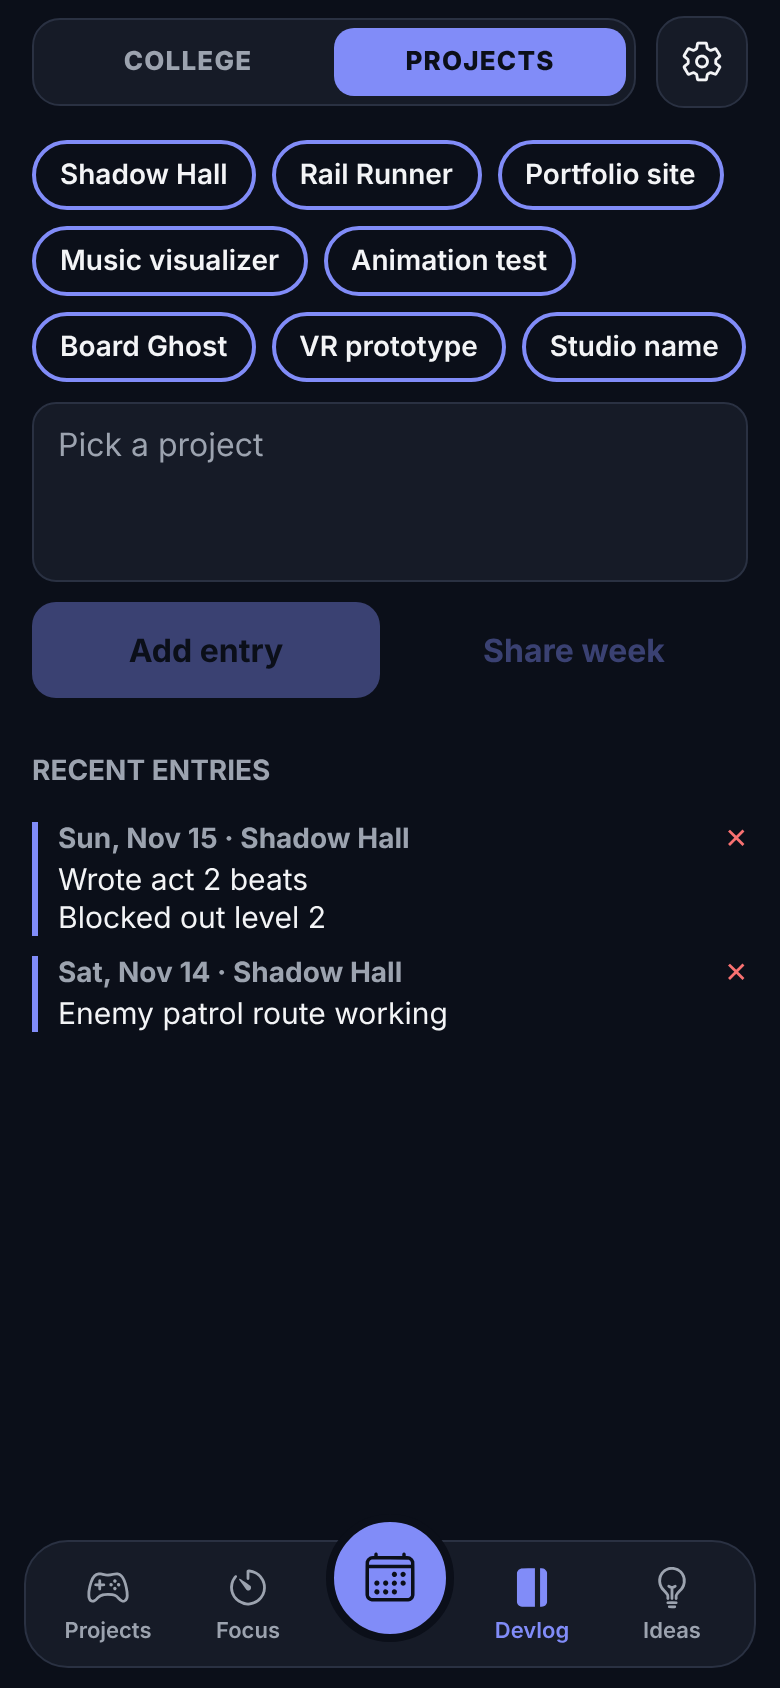 COLLEGE PROJECTS
Shadow Hall Rail Runner Portfolio site
Music visualizer Animation test
Board Ghost VR prototype Studio name
Pick a project
Add entry Share week
RECENT ENTRIES
Sun, Nov 15 · Shadow Hall
Wrote act 2 beats
Blocked out level 2
Sat, Nov 14 · Shadow Hall
Enemy patrol route working
Projects Focus Devlog Ideas